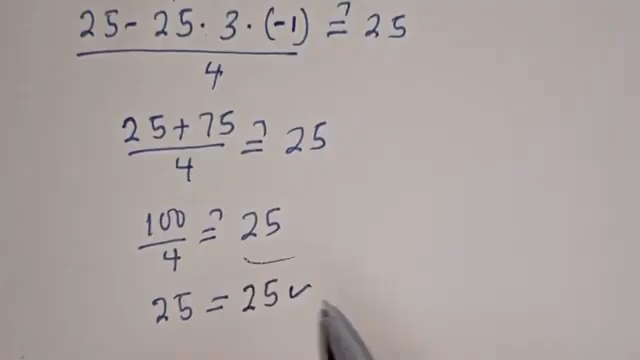 25 - 25 · 3 · (-1) ≟ 25
4
25 + 75 ≟ 25
4
100 ≟ 25
4
25 = 25 ✓